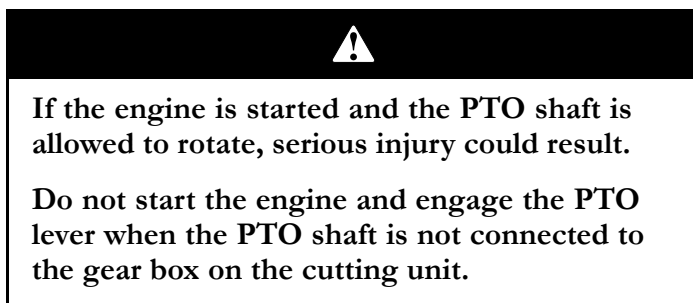 If the engine is started and the PTO shaft is
allowed to rotate, serious injury could result.
Do not start the engine and engage the PTO
lever when the PTO shaft is not connected to
the gear box on the cutting unit.